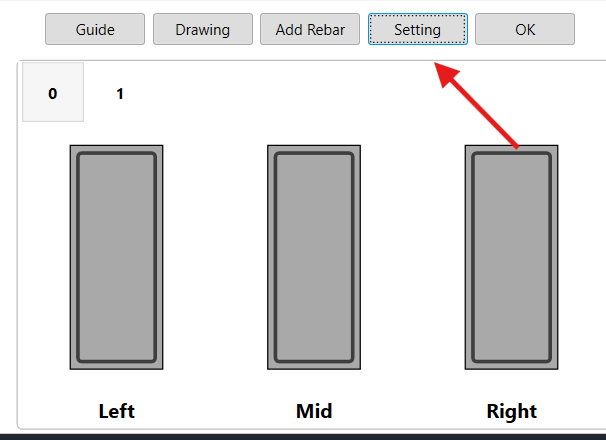 Guide Drawing Add Rebar Setting OK
0 1
Left Mid Right